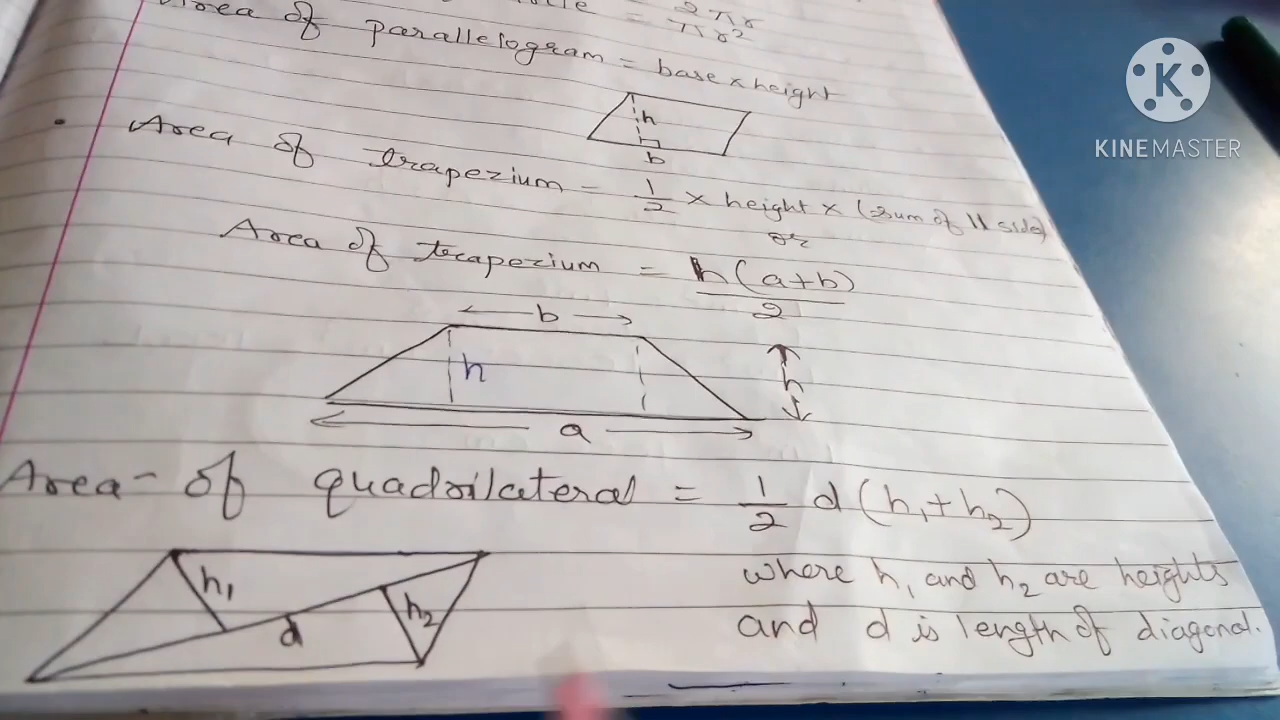 = 2πr
πr²
Area of parallelogram = base × height
h
b
Area of trapezium = 1/2 × height × (sum of || side)
or
Area of trapezium = h(a+b)/2
b
h
h
a
Area - of quadrilateral = 1/2 d (h₁ + h₂)
h₁
h₂
d
where h₁ and h₂ are heights
and d is length of diagonal.
K
KINEMASTER